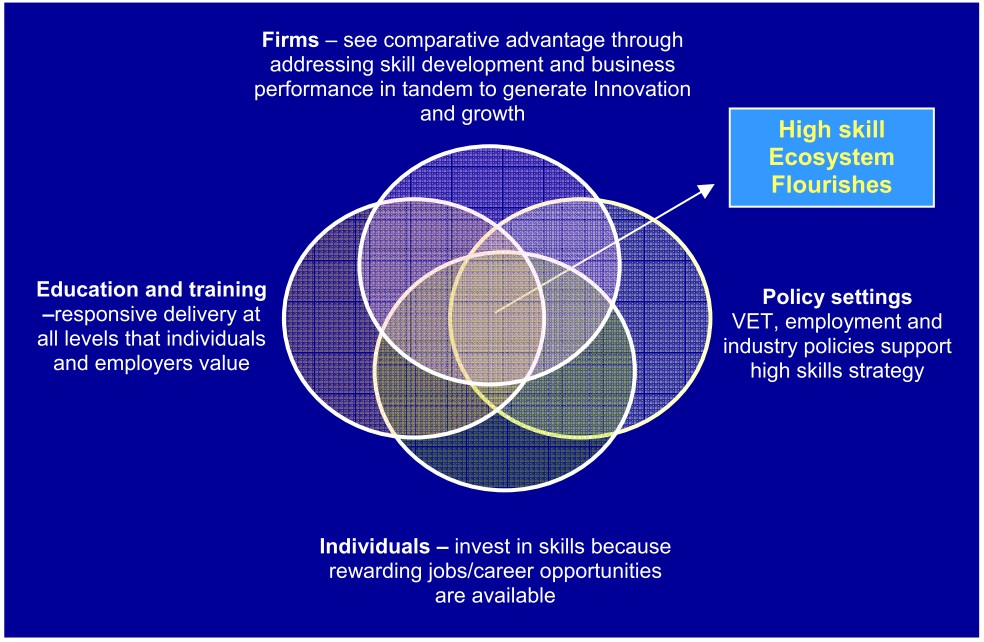 Firms – see comparative advantage through
addressing skill development and business
performance in tandem to generate Innovation
and growth
High skill
Ecosystem
Flourishes
Education and training
–responsive delivery at
all levels that individuals
and employers value
Policy settings
VET, employment and
industry policies support
high skills strategy
Individuals – invest in skills because
rewarding jobs/career opportunities
are available